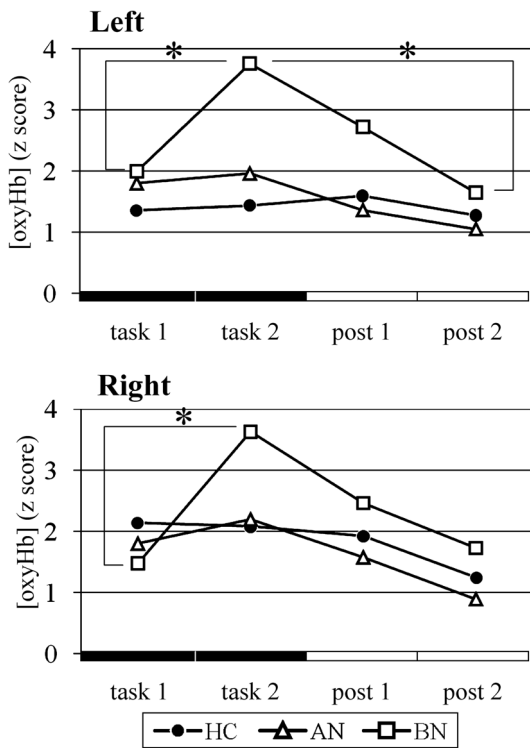 Left
*
*
[oxyHb] (z score)
4
3
2
1
0
task 1 task 2 post 1 post 2
Right
*
[oxyHb] (z score)
4
3
2
1
0
task 1 task 2 post 1 post 2
HC AN BN